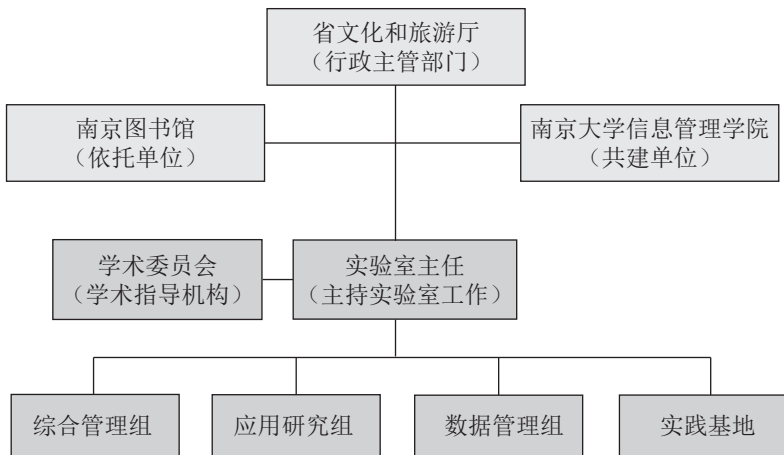 省文化和旅游厅
（行政主管部门）
南京图书馆
（依托单位）
南京大学信息管理学院
（共建单位）
学术委员会
（学术指导机构）
实验室主任
（主持实验室工作）
综合管理组
应用研究组
数据管理组
实践基地